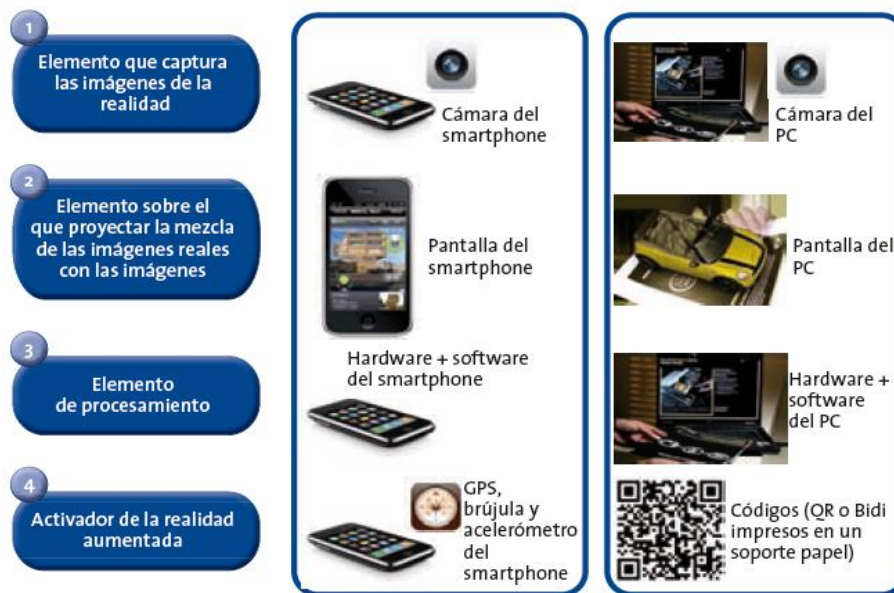 1
Elemento que captura
las imágenes de la
realidad
Cámara del
smartphone
Cámara del
PC
2
Elemento sobre el
que proyectar la mezcla
de las imágenes reales
con las imágenes
Pantalla del
smartphone
Pantalla del
PC
3
Elemento
de procesamiento
Hardware + software
del smartphone
Hardware +
software
del PC
4
Activador de la realidad
aumentada
GPS,
brújula y
acelerómetro
del
smartphone
Códigos (QR o Bidi
impresos en un
soporte papel)